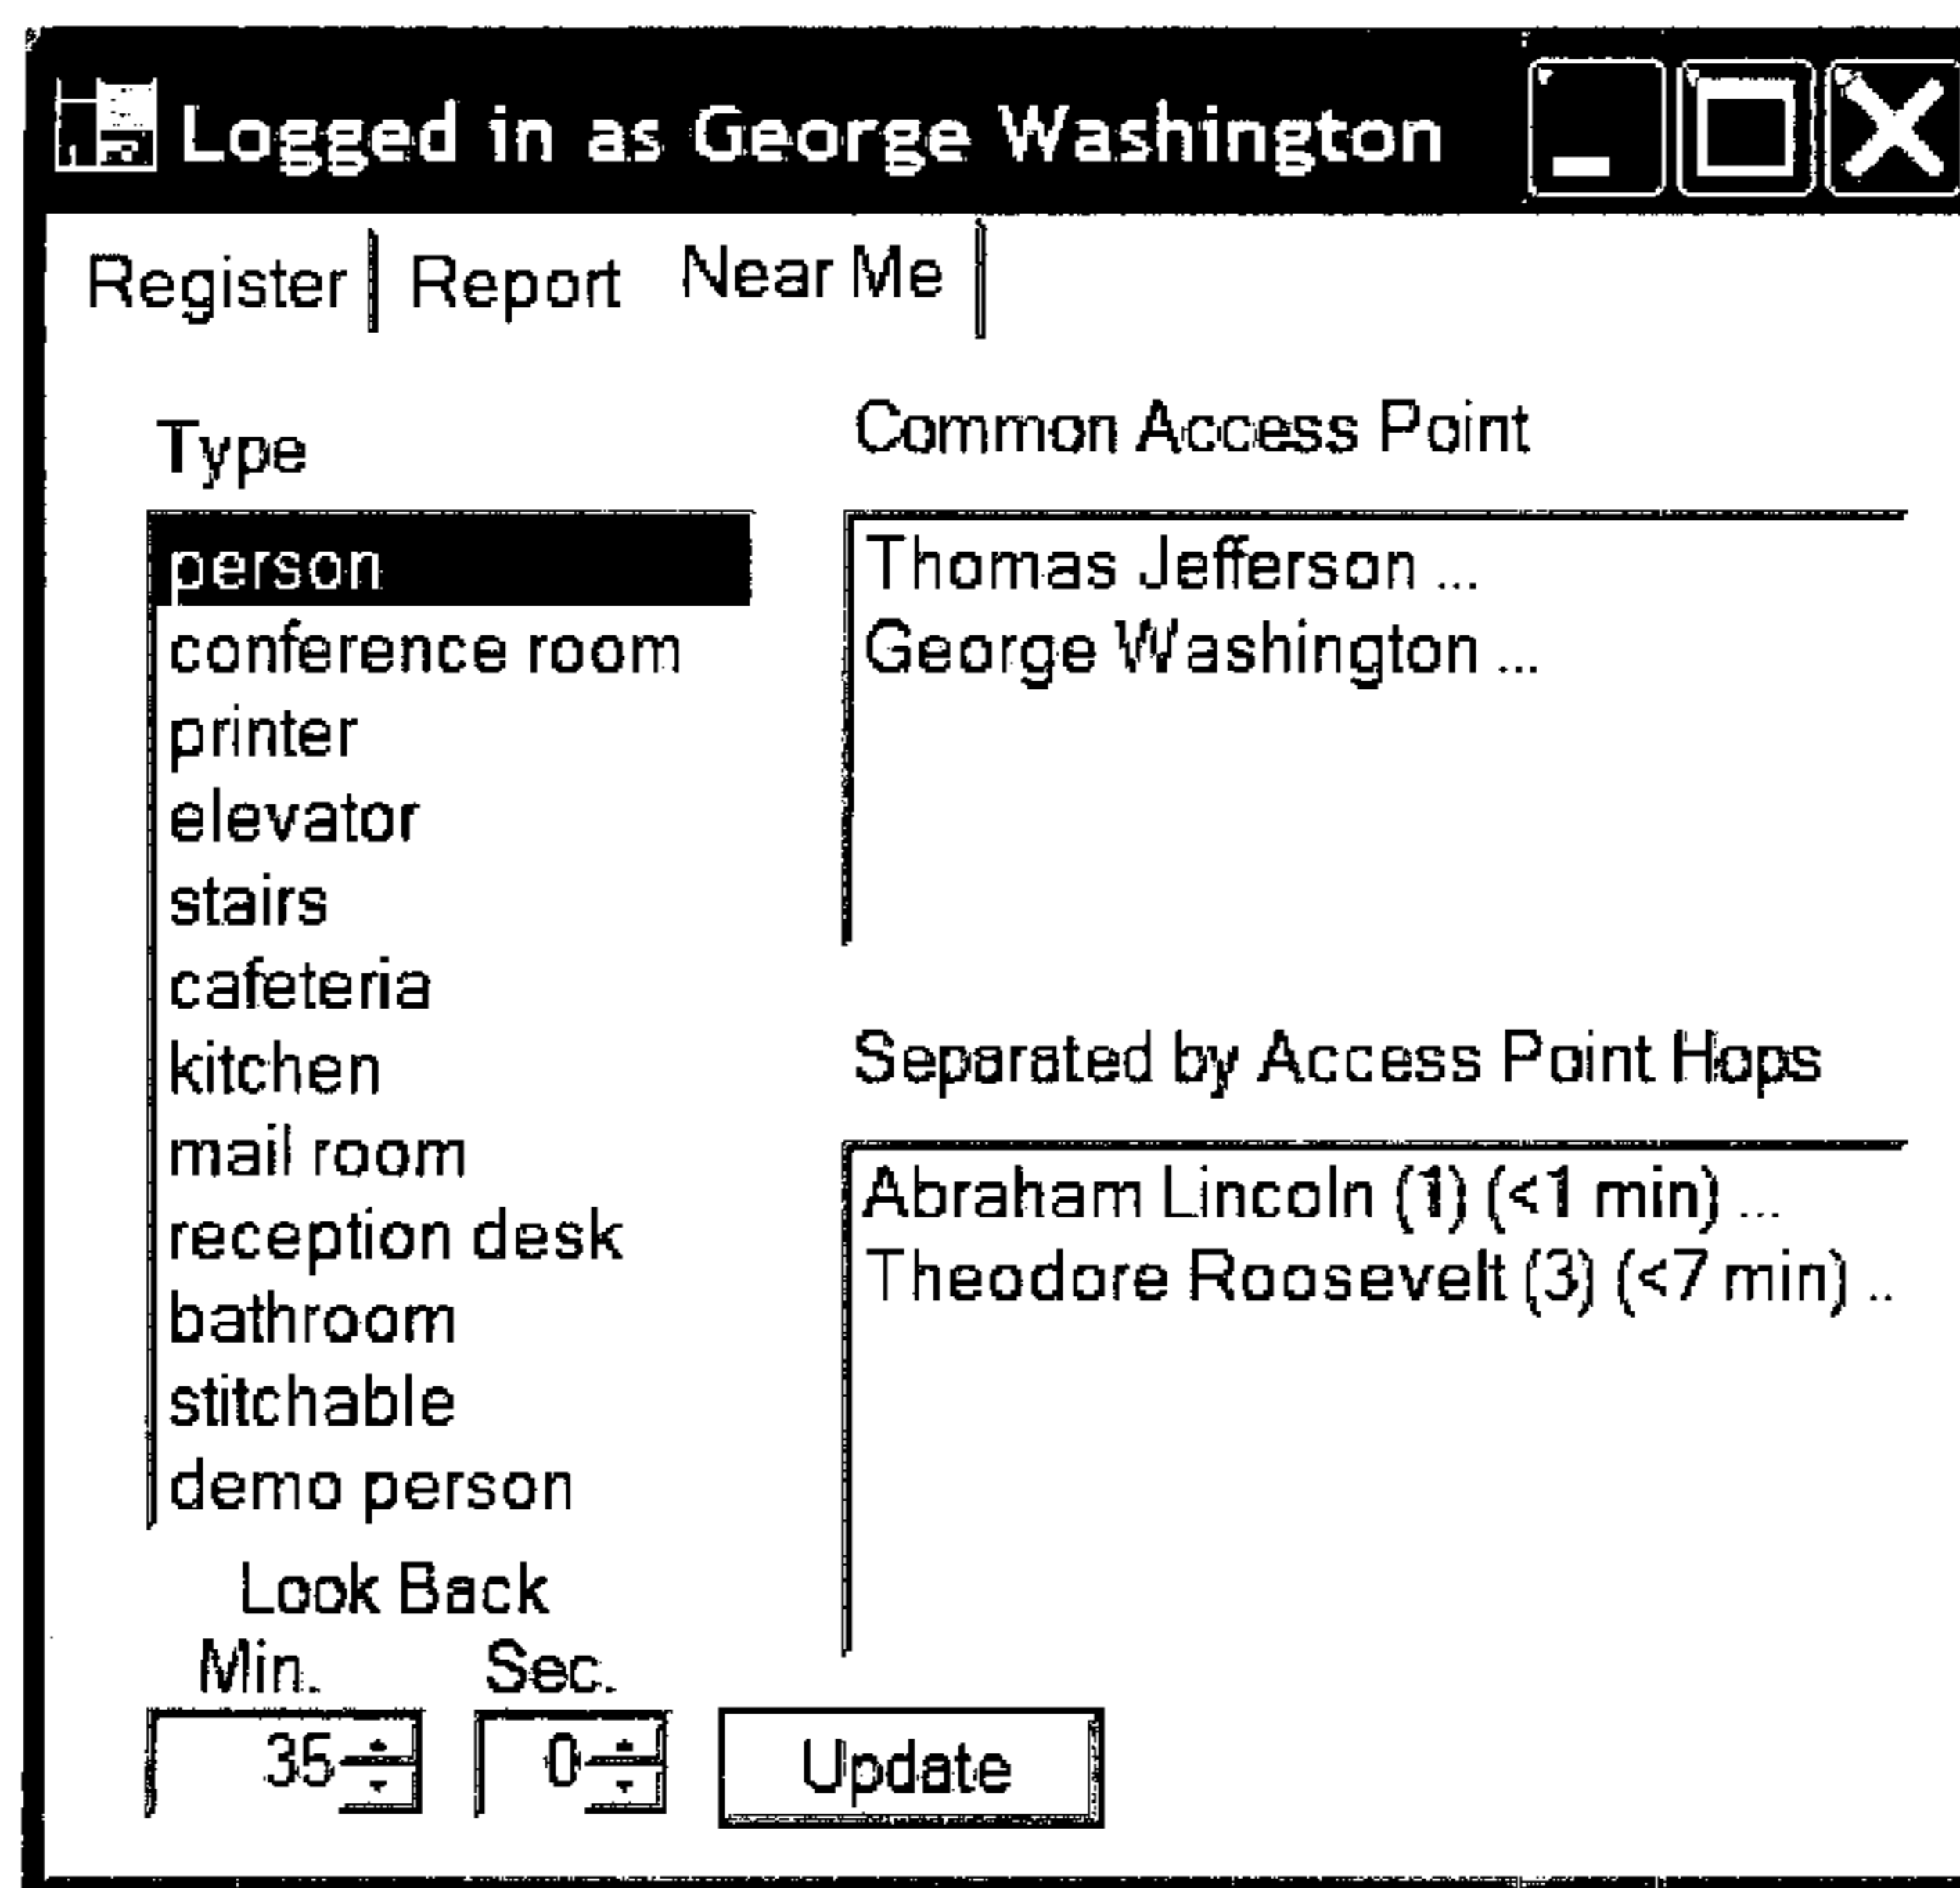 Logged in as George Washington
Register Report Near Me
Type
person
conference room
printer
elevator
stairs
cafeteria
kitchen
mail room
reception desk
bathroom
stitchable
demo person
Look Back
Min. Sec.
35 0 Update
Common Access Point
Thomas Jefferson ...
George Washington ...
Separated by Access Point Hops
Abraham Lincoln (1) (<1 min) ...
Theodore Roosevelt (3) (<7 min) ..